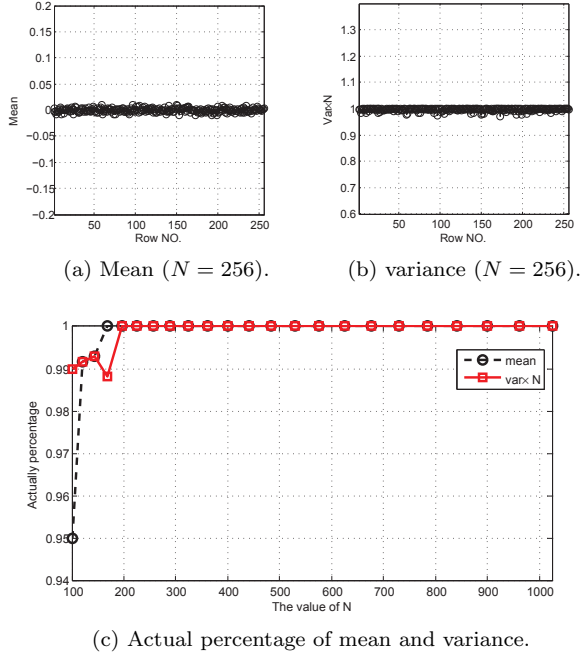 0.2
0.15
0.1
0.05
0
−0.05
−0.1
−0.15
−0.2
Mean
50 100 150 200 250
Row NO.
1.3
1.2
1.1
1
0.9
0.8
0.7
0.6
Var×N
50 100 150 200 250
Row NO.
(a) Mean (N = 256).
(b) variance (N = 256).
1
0.99
0.98
0.97
0.96
0.95
0.94
Actually percentage
mean
var× N
100 200 300 400 500 600 700 800 900 1000
The value of N
(c) Actual percentage of mean and variance.